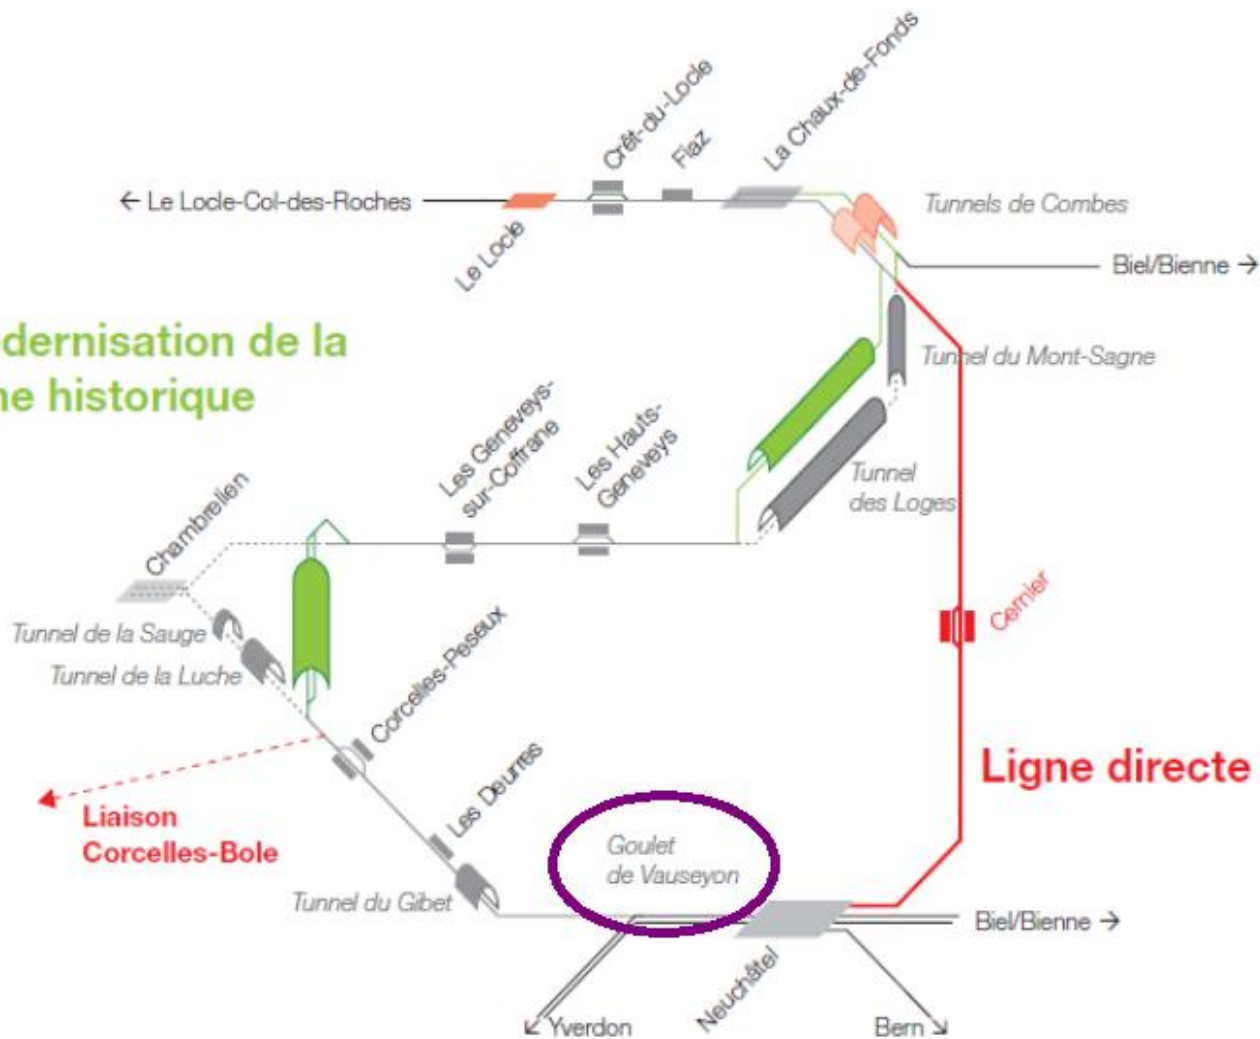 Crêt-du-Locle
Flaz
La Chaux-de-Fonds
← Le Locle-Col-des-Roches
Le Locle
Tunnels de Combes
Biel/Bienne →
dernisation de la
ne historique
Tunnel du Mont-Sagne
Les Geneveys-
sur-Coffrane
Les Hauts-
Geneveys
Tunnel
des Loges
Chambrelien
Tunnel de la Sauge
Tunnel de la Luche
Cernier
Corcelles-Peseux
Ligne directe
Liaison
Corcelles-Bole
Les Deurres
Goulet
de Vauseyon
Tunnel du Gibet
Biel/Bienne →
Neuchâtel
Yverdon
Bern